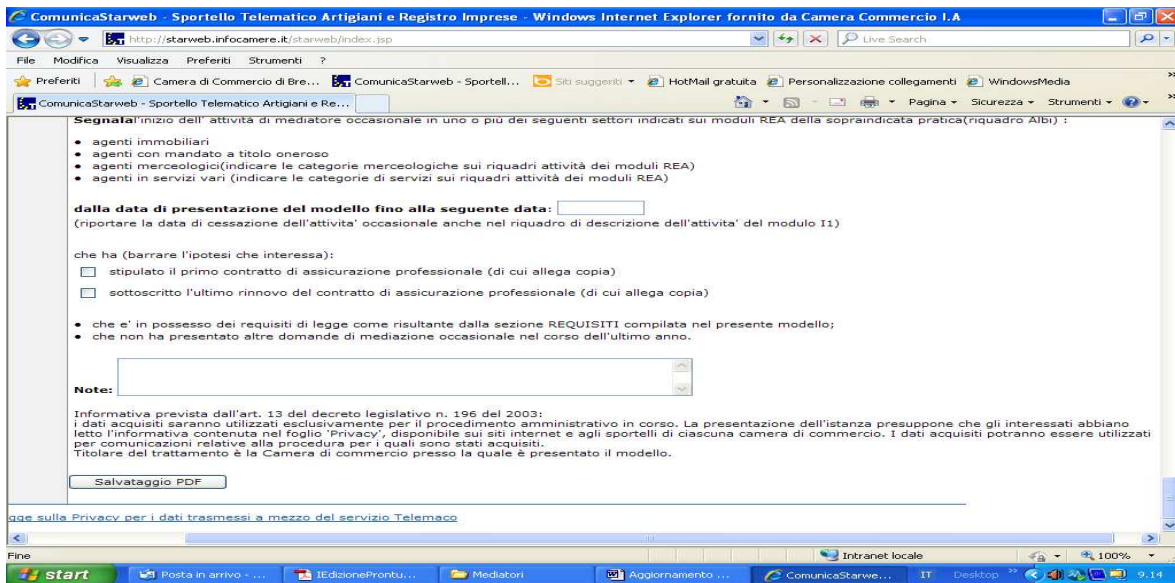 ComunicaStarweb - Sportello Telematico Artigiani e Registro Imprese - Windows Internet Explorer fornito da Camera Commercio I.A
http://starweb.infocamere.it/starweb/index.jsp
Live Search
File Modifica Visualizza Preferiti Strumenti ?
Preferiti Camera di Commercio di Bre... ComunicaStarweb - Sportell... Siti suggeriti HotMail gratuita Personalizzazione collegamenti WindowsMedia
ComunicaStarweb - Sportello Telematico Artigiani e Re... Pagina Sicurezza Strumenti
Segnalal'inizio dell' attività di mediatore occasionale in uno o più dei seguenti settori indicati sui moduli REA della sopraindicata pratica(riquadro Albi) :
• agenti immobiliari
• agenti con mandato a titolo oneroso
• agenti merceologici(indicare le categorie merceologiche sui riquadri attività dei moduli REA)
• agenti in servizi vari (indicare le categorie di servizi sui riquadri attività dei moduli REA)
dalla data di presentazione del modello fino alla seguente data:
(riportare la data di cessazione dell'attivita' occasionale anche nel riquadro di descrizione dell'attivita' del modulo I1)
che ha (barrare l'ipotesi che interessa):
stipulato il primo contratto di assicurazione professionale (di cui allega copia)
sottoscritto l'ultimo rinnovo del contratto di assicurazione professionale (di cui allega copia)
• che e' in possesso dei requisiti di legge come risultante dalla sezione REQUISITI compilata nel presente modello;
• che non ha presentato altre domande di mediazione occasionale nel corso dell'ultimo anno.
Note:
Informativa prevista dall'art. 13 del decreto legislativo n. 196 del 2003:
i dati acquisiti saranno utilizzati esclusivamente per il procedimento amministrativo in corso. La presentazione dell'istanza presuppone che gli interessati abbiano
letto l'informativa contenuta nel foglio 'Privacy', disponibile sui siti internet e agli sportelli di ciascuna camera di commercio. I dati acquisiti potranno essere utilizzati
per comunicazioni relative alla procedura per i quali sono stati acquisiti.
Titolare del trattamento è la Camera di commercio presso la quale è presentato il modello.
Salvataggio PDF
gge sulla Privacy per i dati trasmessi a mezzo del servizio Telemaco
Fine Intranet locale 100%
start Posta in arrivo - ... IEdizioneProntu... Mediatori Aggiornamento ... ComunicaStarwe... IT Desktop 9.14